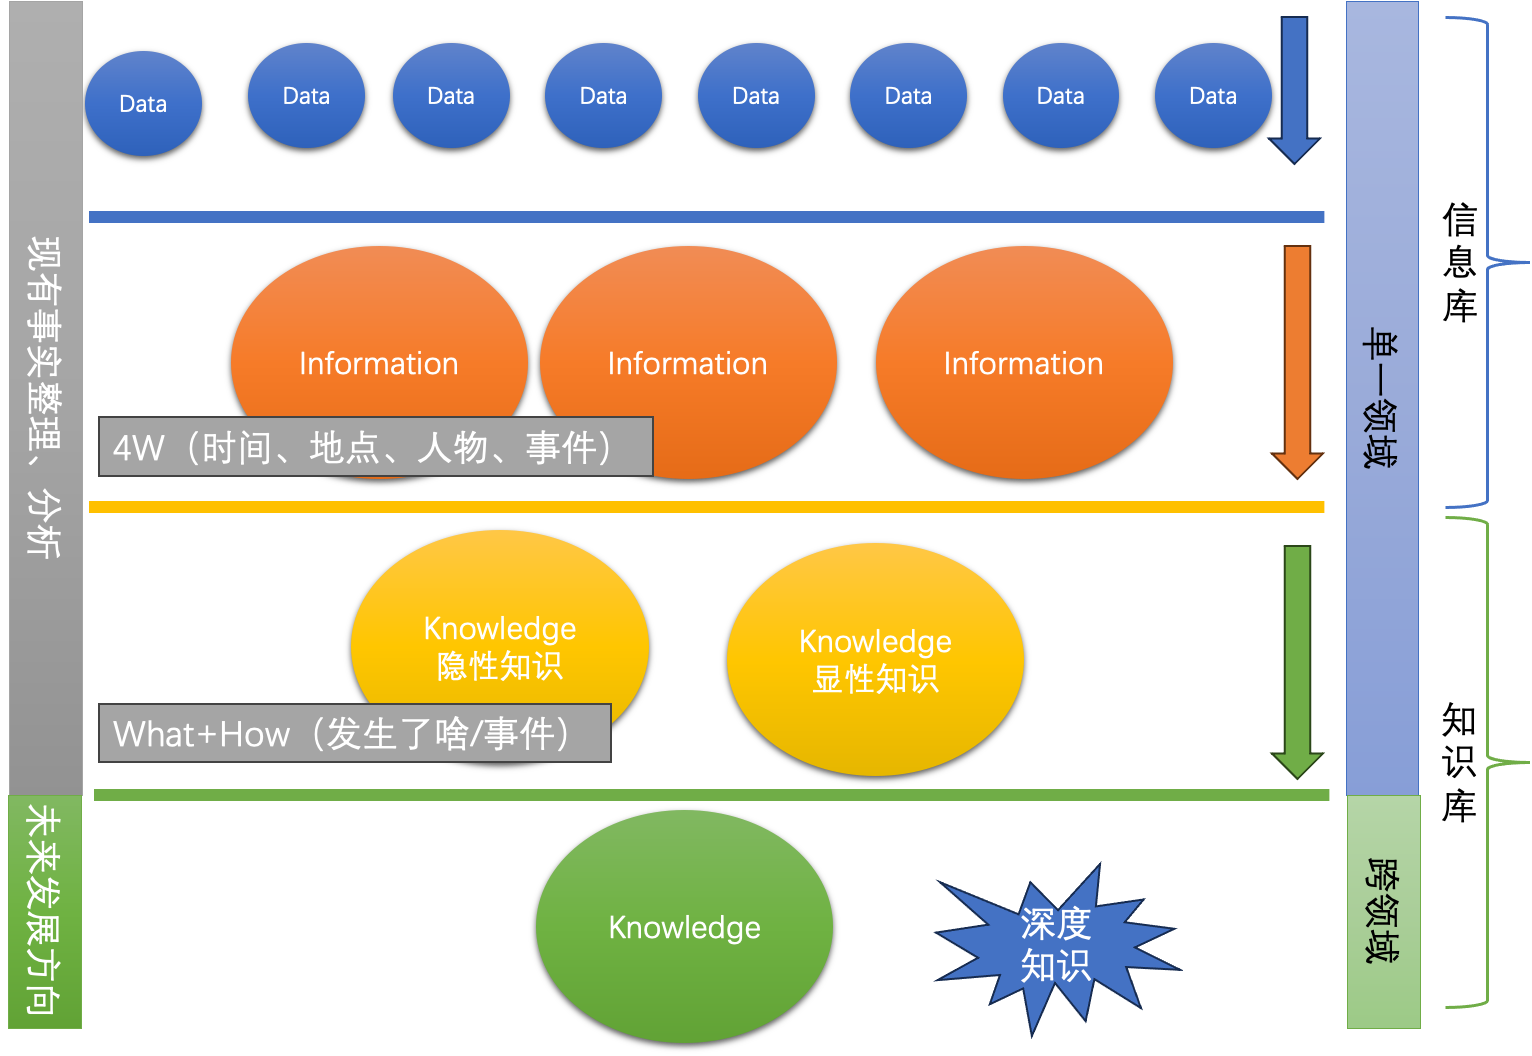 Data
Data
Data
Data
Data
Data
Data
Data
Information
Information
Information
4W（时间、地点、人物、事件）
Knowledge
隐性知识
Knowledge
显性知识
What+How（发生了啥/事件）
Knowledge
深度
知识
现有事实整理、分析
未来发展方向
单一领域
跨领域
信息库
知识库